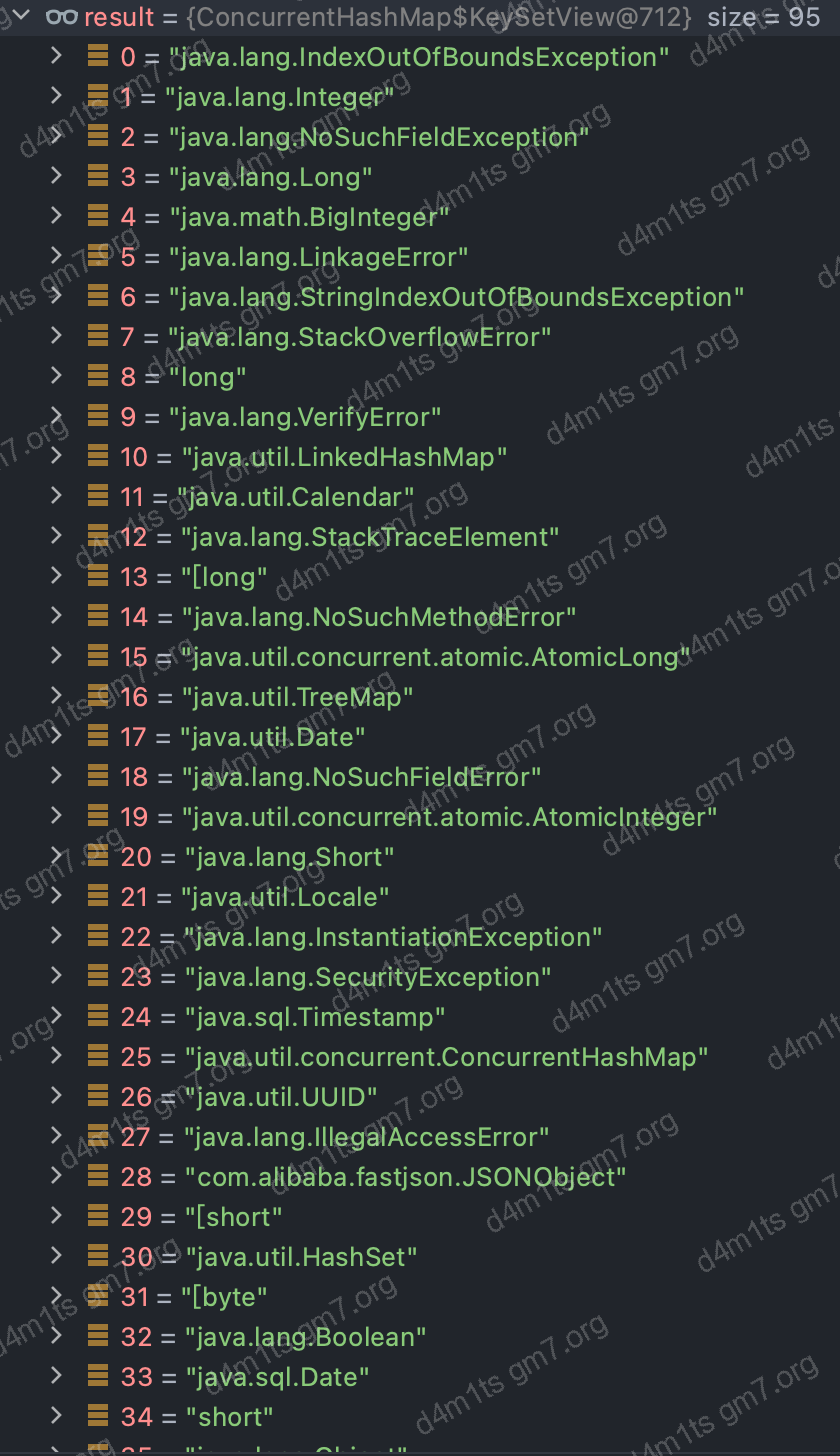 result = {ConcurrentHashMap$KeySetView@712} size = 95
0 = "java.lang.IndexOutOfBoundsException"
1 = "java.lang.Integer"
2 = "java.lang.NoSuchFieldException"
3 = "java.lang.Long"
4 = "java.math.BigInteger"
5 = "java.lang.LinkageError"
6 = "java.lang.StringIndexOutOfBoundsException"
7 = "java.lang.StackOverflowError"
8 = "long"
9 = "java.lang.VerifyError"
10 = "java.util.LinkedHashMap"
11 = "java.util.Calendar"
12 = "java.lang.StackTraceElement"
13 = "[long"
14 = "java.lang.NoSuchMethodError"
15 = "java.util.concurrent.atomic.AtomicLong"
16 = "java.util.TreeMap"
17 = "java.util.Date"
18 = "java.lang.NoSuchFieldError"
19 = "java.util.concurrent.atomic.AtomicInteger"
20 = "java.lang.Short"
21 = "java.util.Locale"
22 = "java.lang.InstantiationException"
23 = "java.lang.SecurityException"
24 = "java.sql.Timestamp"
25 = "java.util.concurrent.ConcurrentHashMap"
26 = "java.util.UUID"
27 = "java.lang.IllegalAccessError"
28 = "com.alibaba.fastjson.JSONObject"
29 = "[short"
30 = "java.util.HashSet"
31 = "[byte"
32 = "java.lang.Boolean"
33 = "java.sql.Date"
34 = "short"
35 = "java.lang.Object"
d4m1ts gm7.org